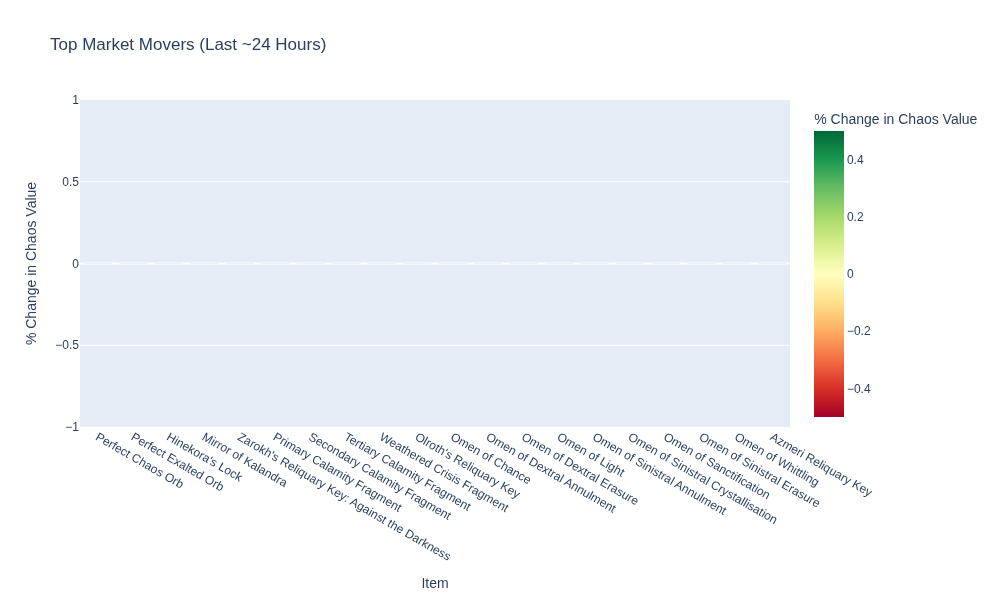 Top Market Movers (Last ~24 Hours)
% Change in Chaos Value
1
0.5
0
−0.5
−1
% Change in Chaos Value
0.4
0.2
0
−0.2
−0.4
Perfect Chaos Orb
Perfect Exalted Orb
Hinekora's Lock
Mirror of Kalandra
Zarokh's Reliquary Key: Against the Darkness
Primary Calamity Fragment
Secondary Calamity Fragment
Tertiary Calamity Fragment
Weathered Crisis Fragment
Olroth's Reliquary Key
Omen of Chance
Omen of Dextral Annulment
Omen of Dextral Erasure
Omen of Light
Omen of Sinistral Annulment
Omen of Sinistral Crystallisation
Omen of Sanctification
Omen of Sinistral Erasure
Omen of Whittling
Azmeri Reliquary Key
Item